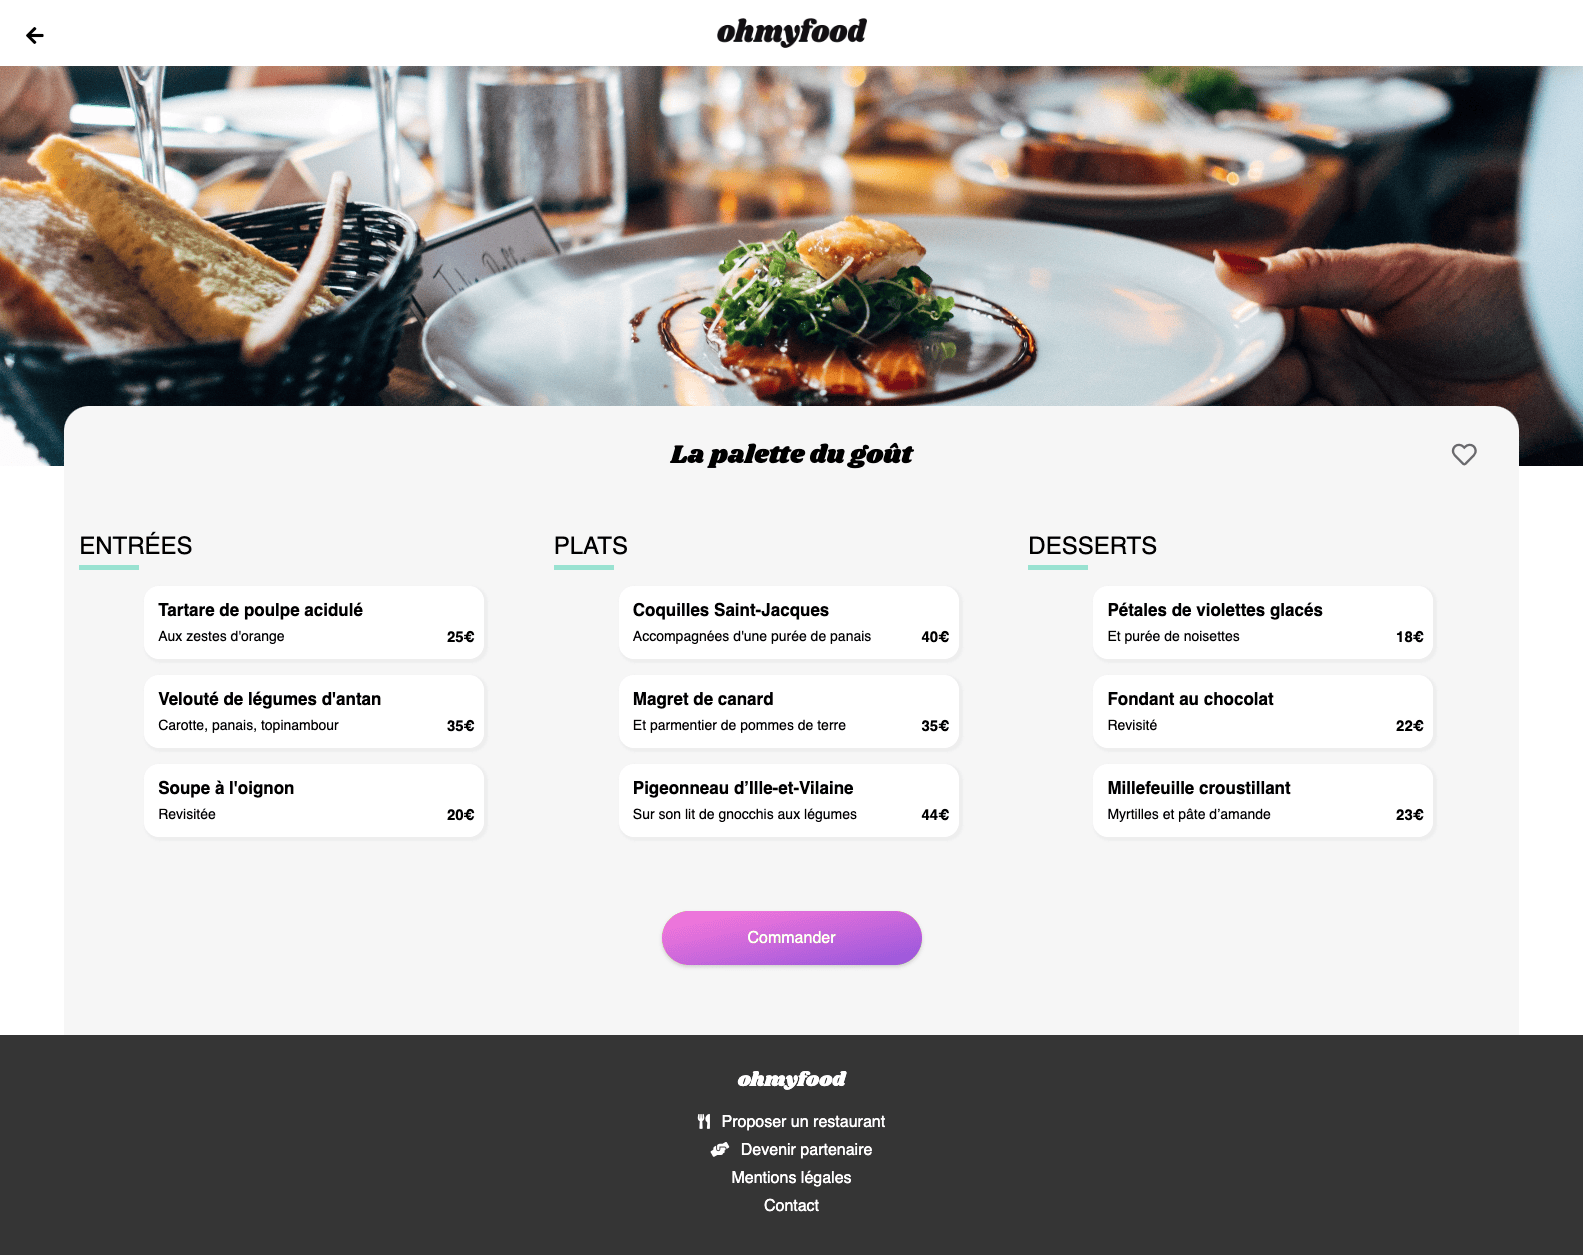 ohmyfood
La palette du goût
ENTRÉES
Tartare de poulpe acidulé
Aux zestes d'orange 25€
Velouté de légumes d'antan
Carotte, panais, topinambour 35€
Soupe à l'oignon
Revisitée 20€
PLATS
Coquilles Saint-Jacques
Accompagnées d'une purée de panais 40€
Magret de canard
Et parmentier de pommes de terre 35€
Pigeonneau d’Ille-et-Vilaine
Sur son lit de gnocchis aux légumes 44€
DESSERTS
Pétales de violettes glacés
Et purée de noisettes 18€
Fondant au chocolat
Revisité 22€
Millefeuille croustillant
Myrtilles et pâte d’amande 23€
Commander
ohmyfood
Proposer un restaurant
Devenir partenaire
Mentions légales
Contact